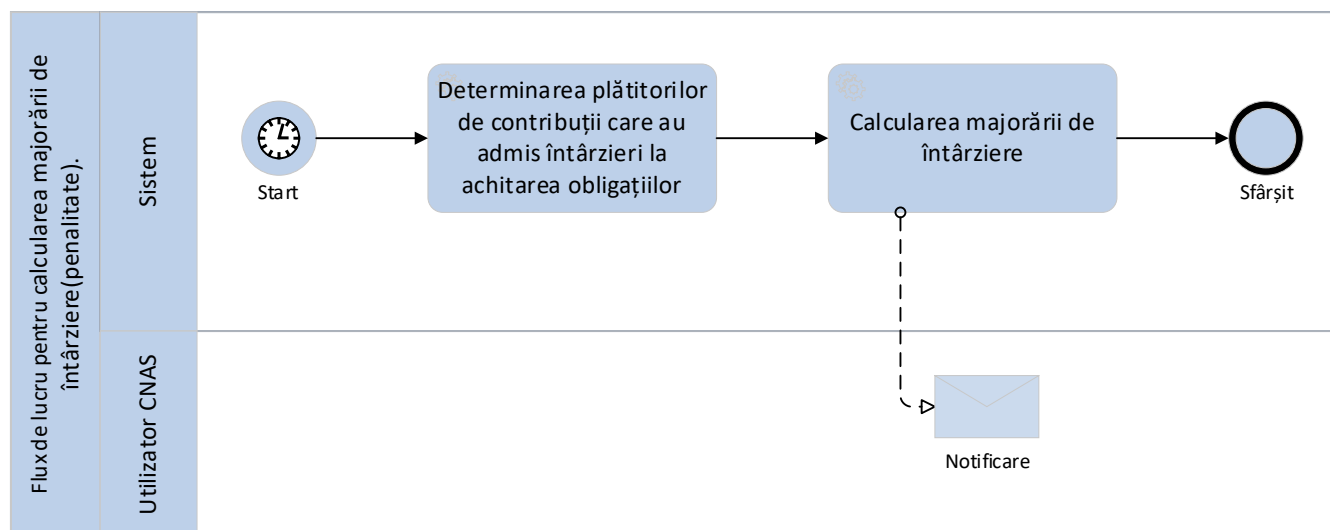 Flux de lucru pentru calcularea majorării de
întârziere(penalitate).
Sistem
Start
Determinarea plătitorilor
de contribuții care au
admis întârzieri la
achitarea obligațiilor
Calcularea majorării de
întârziere
Sfârșit
Utilizator CNAS
Notificare